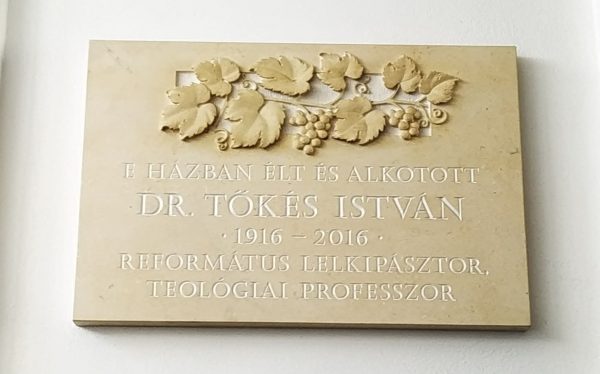 E HÁZBAN ÉLT ÉS ALKOTOTT
DR. TŐKÉS ISTVÁN
· 1916 – 2016 ·
REFORMÁTUS LELKIPÁSZTOR,
TEOLÓGIAI PROFESSZOR